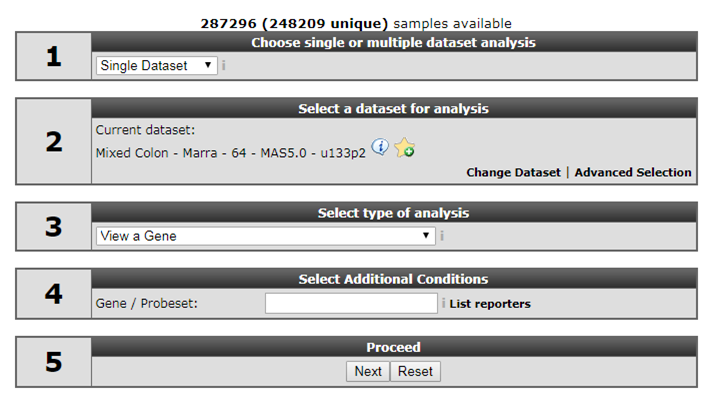 287296 (248209 unique) samples available
1
Choose single or multiple dataset analysis
Single Dataset
2
Select a dataset for analysis
Current dataset:
Mixed Colon - Marra - 64 - MAS5.0 - u133p2
Change Dataset | Advanced Selection
3
Select type of analysis
View a Gene
4
Select Additional Conditions
Gene / Probeset: List reporters
5
Proceed
Next Reset